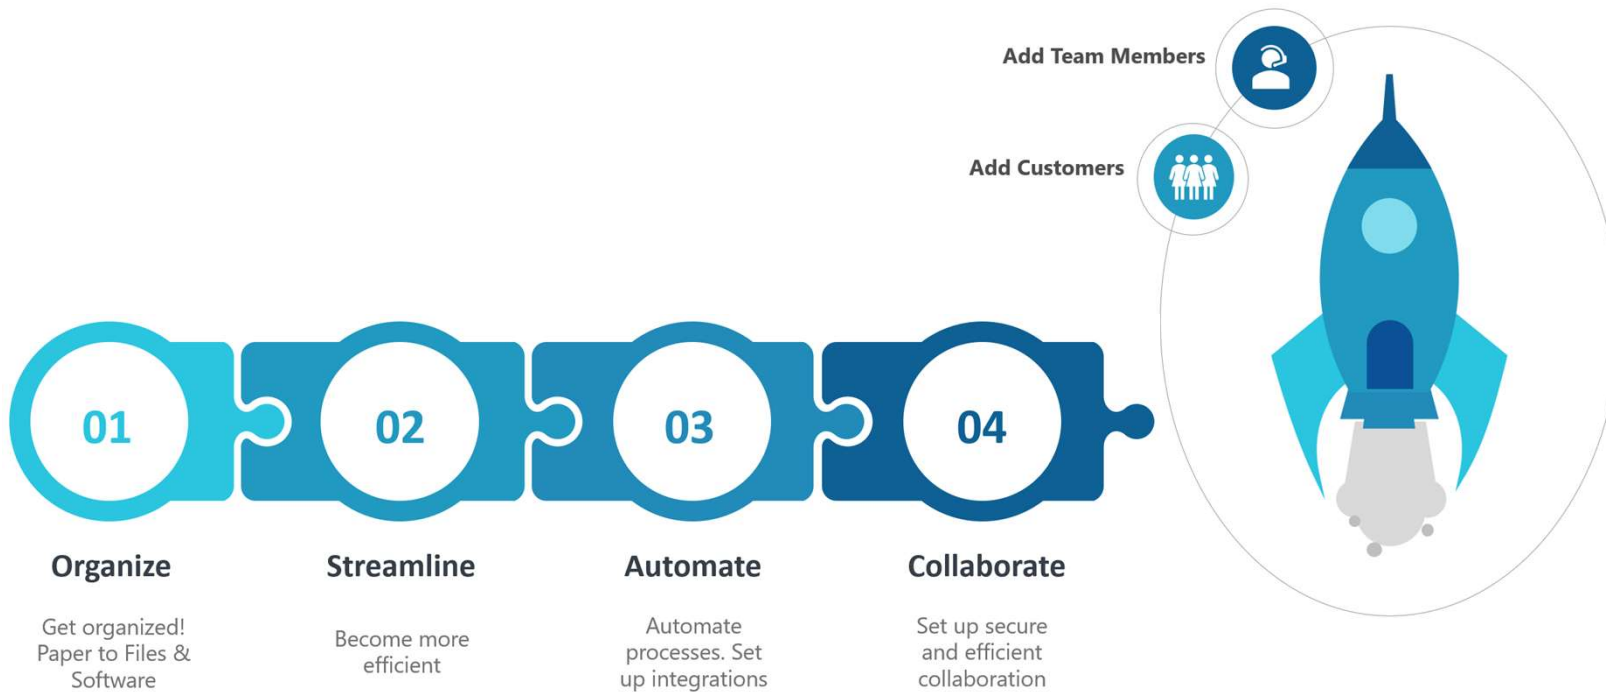 Add Team Members
Add Customers
01
02
03
04
Organize
Get organized!
Paper to Files &
Software
Streamline
Become more
efficient
Automate
Automate
processes. Set
up integrations
Collaborate
Set up secure
and efficient
collaboration